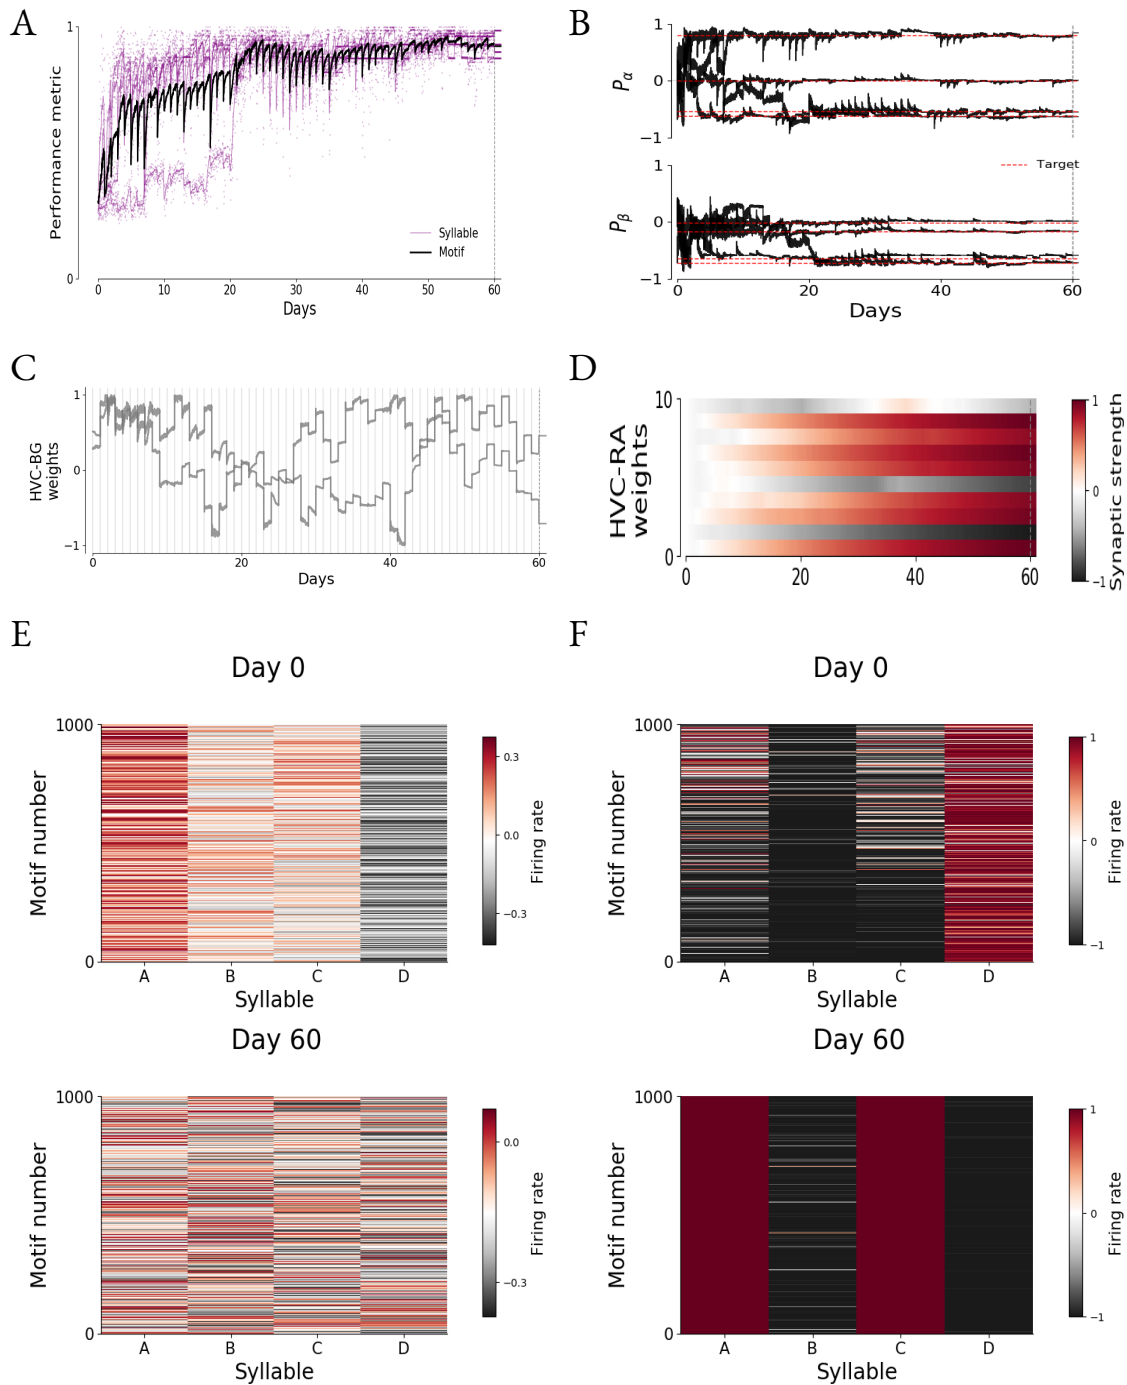 A
1
Performance metric
0
Syllable
Motif
0 10 20 30 40 50 60
Days
B
1
0
−1
Pα
1
0
−1
Pβ
Target
0 20 40 60
Days
C
1
0
−1
HVC-BG
weights
0 20 40 60
Days
D
10
0
HVC-RA
weights
0 20 40 60
1
0
−1
Synaptic strength
E
Day 0
1000
0
Motif number
A B C D
Syllable
0.3
0.0
−0.3
Firing rate
Day 60
1000
0
Motif number
A B C D
Syllable
0.0
−0.3
Firing rate
F
Day 0
1000
0
Motif number
A B C D
Syllable
1
0
−1
Firing rate
Day 60
1000
0
Motif number
A B C D
Syllable
1
0
−1
Firing rate